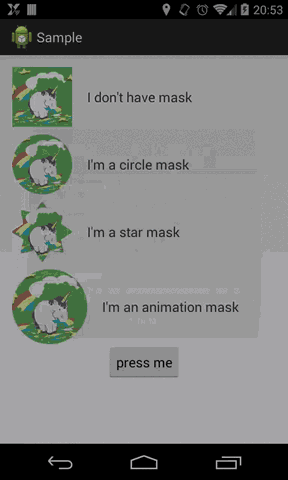 20:53
Sample
I don't have mask
I'm a circle mask
I'm a star mask
I'm an animation mask
press me